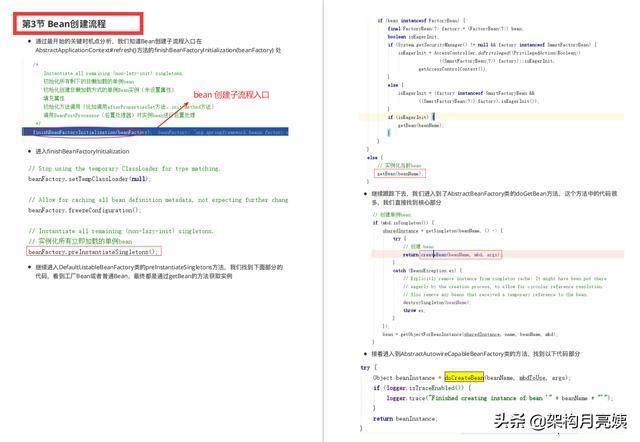 第3节 Bean创建流程
● 通过最开始的关键时机点分析，我们知道Bean创建子流程入口在
AbstractApplicationContext#refresh()方法的finishBeanFactoryInitialization(beanFactory) 处
/*
Instantiate all remaining (non-lazy-init) singletons.
初始化所有剩下的非懒加载的单例bean
初始化创建非懒加载方式的单例Bean实例（未设置属性）
填充属性
初始化方法调用（比如调用afterPropertiesSet方法、init-method方法）
调用BeanPostProcessor（后置处理器）对实例bean进行后置处理
*/
bean 创建子流程入口
finishBeanFactoryInitialization(beanFactory);
● 进入finishBeanFactoryInitialization
// Stop using the temporary ClassLoader for type matching.
beanFactory.setTempClassLoader(null);
// Allow for caching all bean definition metadata, not expecting further chang
beanFactory.freezeConfiguration();
// Instantiate all remaining (non-lazy-init) singletons.
// 实例化所有立即加载的单例bean
beanFactory.preInstantiateSingletons();
● 继续进入DefaultListableBeanFactory类的preInstantiateSingletons方法，我们找到下面部分的
代码，看到工厂Bean或者普通Bean，最终都是通过getBean的方法获取实例
if (bean instanceof FactoryBean) {
final FactoryBean<?> factory = (FactoryBean<?>) bean;
boolean isEagerInit;
if (System.getSecurityManager() != null && factory instanceof SmartFactoryBean) {
isEagerInit = AccessController.doPrivileged((PrivilegedAction<Boolean>)
((SmartFactoryBean<?>) factory)::isEagerInit,
getAccessControlContext());
}
else {
isEagerInit = (factory instanceof SmartFactoryBean &&
((SmartFactoryBean<?>) factory).isEagerInit());
}
if (isEagerInit) {
getBean(beanName);
}
}
else {
// 实例化当前bean
getBean(beanName);
● 继续跟踪下去，我们进入到了AbstractBeanFactory类的doGetBean方法，这个方法中的代码很
多，我们直接找到核心部分
// 创建单例bean
if (mbd.isSingleton()) {
sharedInstance = getSingleton(beanName, () -> {
try {
// 创建 bean
return createBean(beanName, mbd, args);
}
catch (BeansException ex) {
// Explicitly remove instance from singleton cache: It might have been put there
// eagerly by the creation process, to allow for circular reference resolution.
// Also remove any beans that received a temporary reference to the bean.
destroySingleton(beanName);
throw ex;
}
});
bean = getObjectForBeanInstance(sharedInstance, name, beanName, mbd);
}
● 接着进入到AbstractAutowireCapableBeanFactory类的方法，找到以下代码部分
try {
Object beanInstance = doCreateBean(beanName, mbdToUse, args);
if (logger.isTraceEnabled()) {
logger.trace("Finished creating instance of bean '" + beanName + "'");
}
return beanInstance;
头条 @架构月亮姨